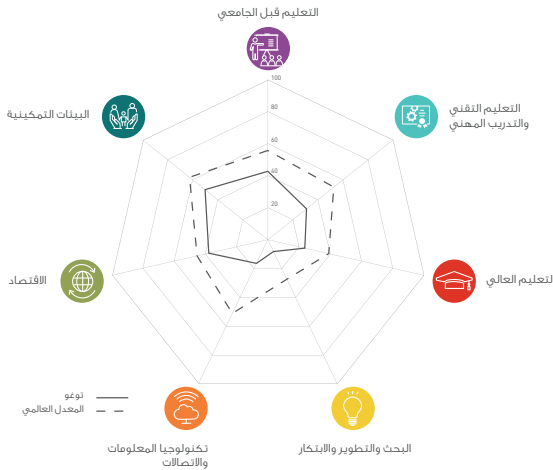 التعليم قبل الجامعي
100
80
60
40
20
التعليم التقني
والتدريب المهني
البيئات التمكينية
لتعليم العالي
الاقتصاد
توغو
المعدل العالمي
البحث والتطوير والابتكار
تكنولوجيا المعلومات
والاتصالات